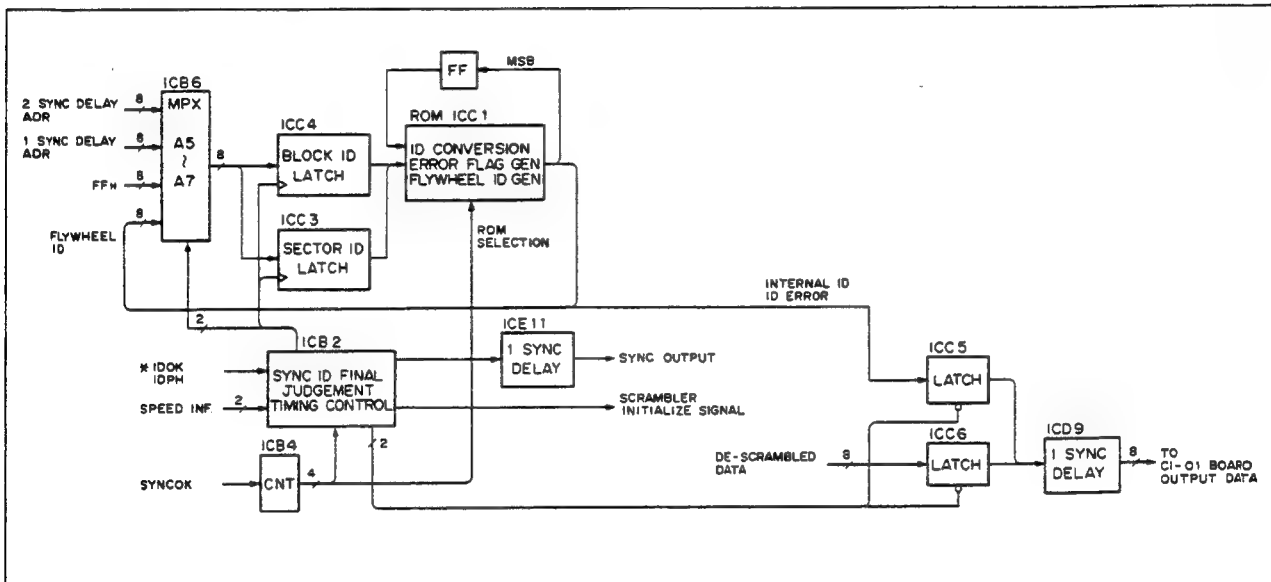 FF
MSB
ICB6
MPX
A5
~
A7
2 SYNC DELAY
ADR
8
1 SYNC DELAY
ADR
8
FFH
8
8
FLYWHEEL
ID
8
ICC4
BLOCK ID
LATCH
ROM ICC1
ID CONVERSION
ERROR FLAG GEN
FLYWHEEL ID GEN
ICC3
SECTOR ID
LATCH
ROM
SELECTION
INTERNAL ID
ID ERROR
2
ICB2
SYNC ID FINAL
JUDGEMENT
TIMING CONTROL
*IDOK
IDPH
SPEED INF.
2
ICE11
1 SYNC
DELAY
SYNC OUTPUT
SCRAMBLER
INITIALIZE SIGNAL
2
ICC5
LATCH
ICB4
CNT
4
SYNCOK
DE-SCRAMBLED
DATA
8
ICC6
LATCH
ICD9
1 SYNC
DELAY
8
TO
CI-01 BOARD
OUTPUT DATA